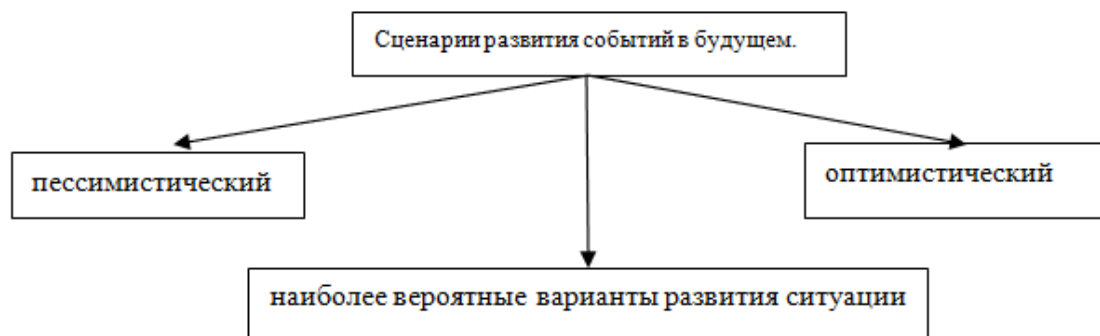 Сценарии развития событий в будущем.
пессимистический
оптимистический
наиболее вероятные варианты развития ситуации